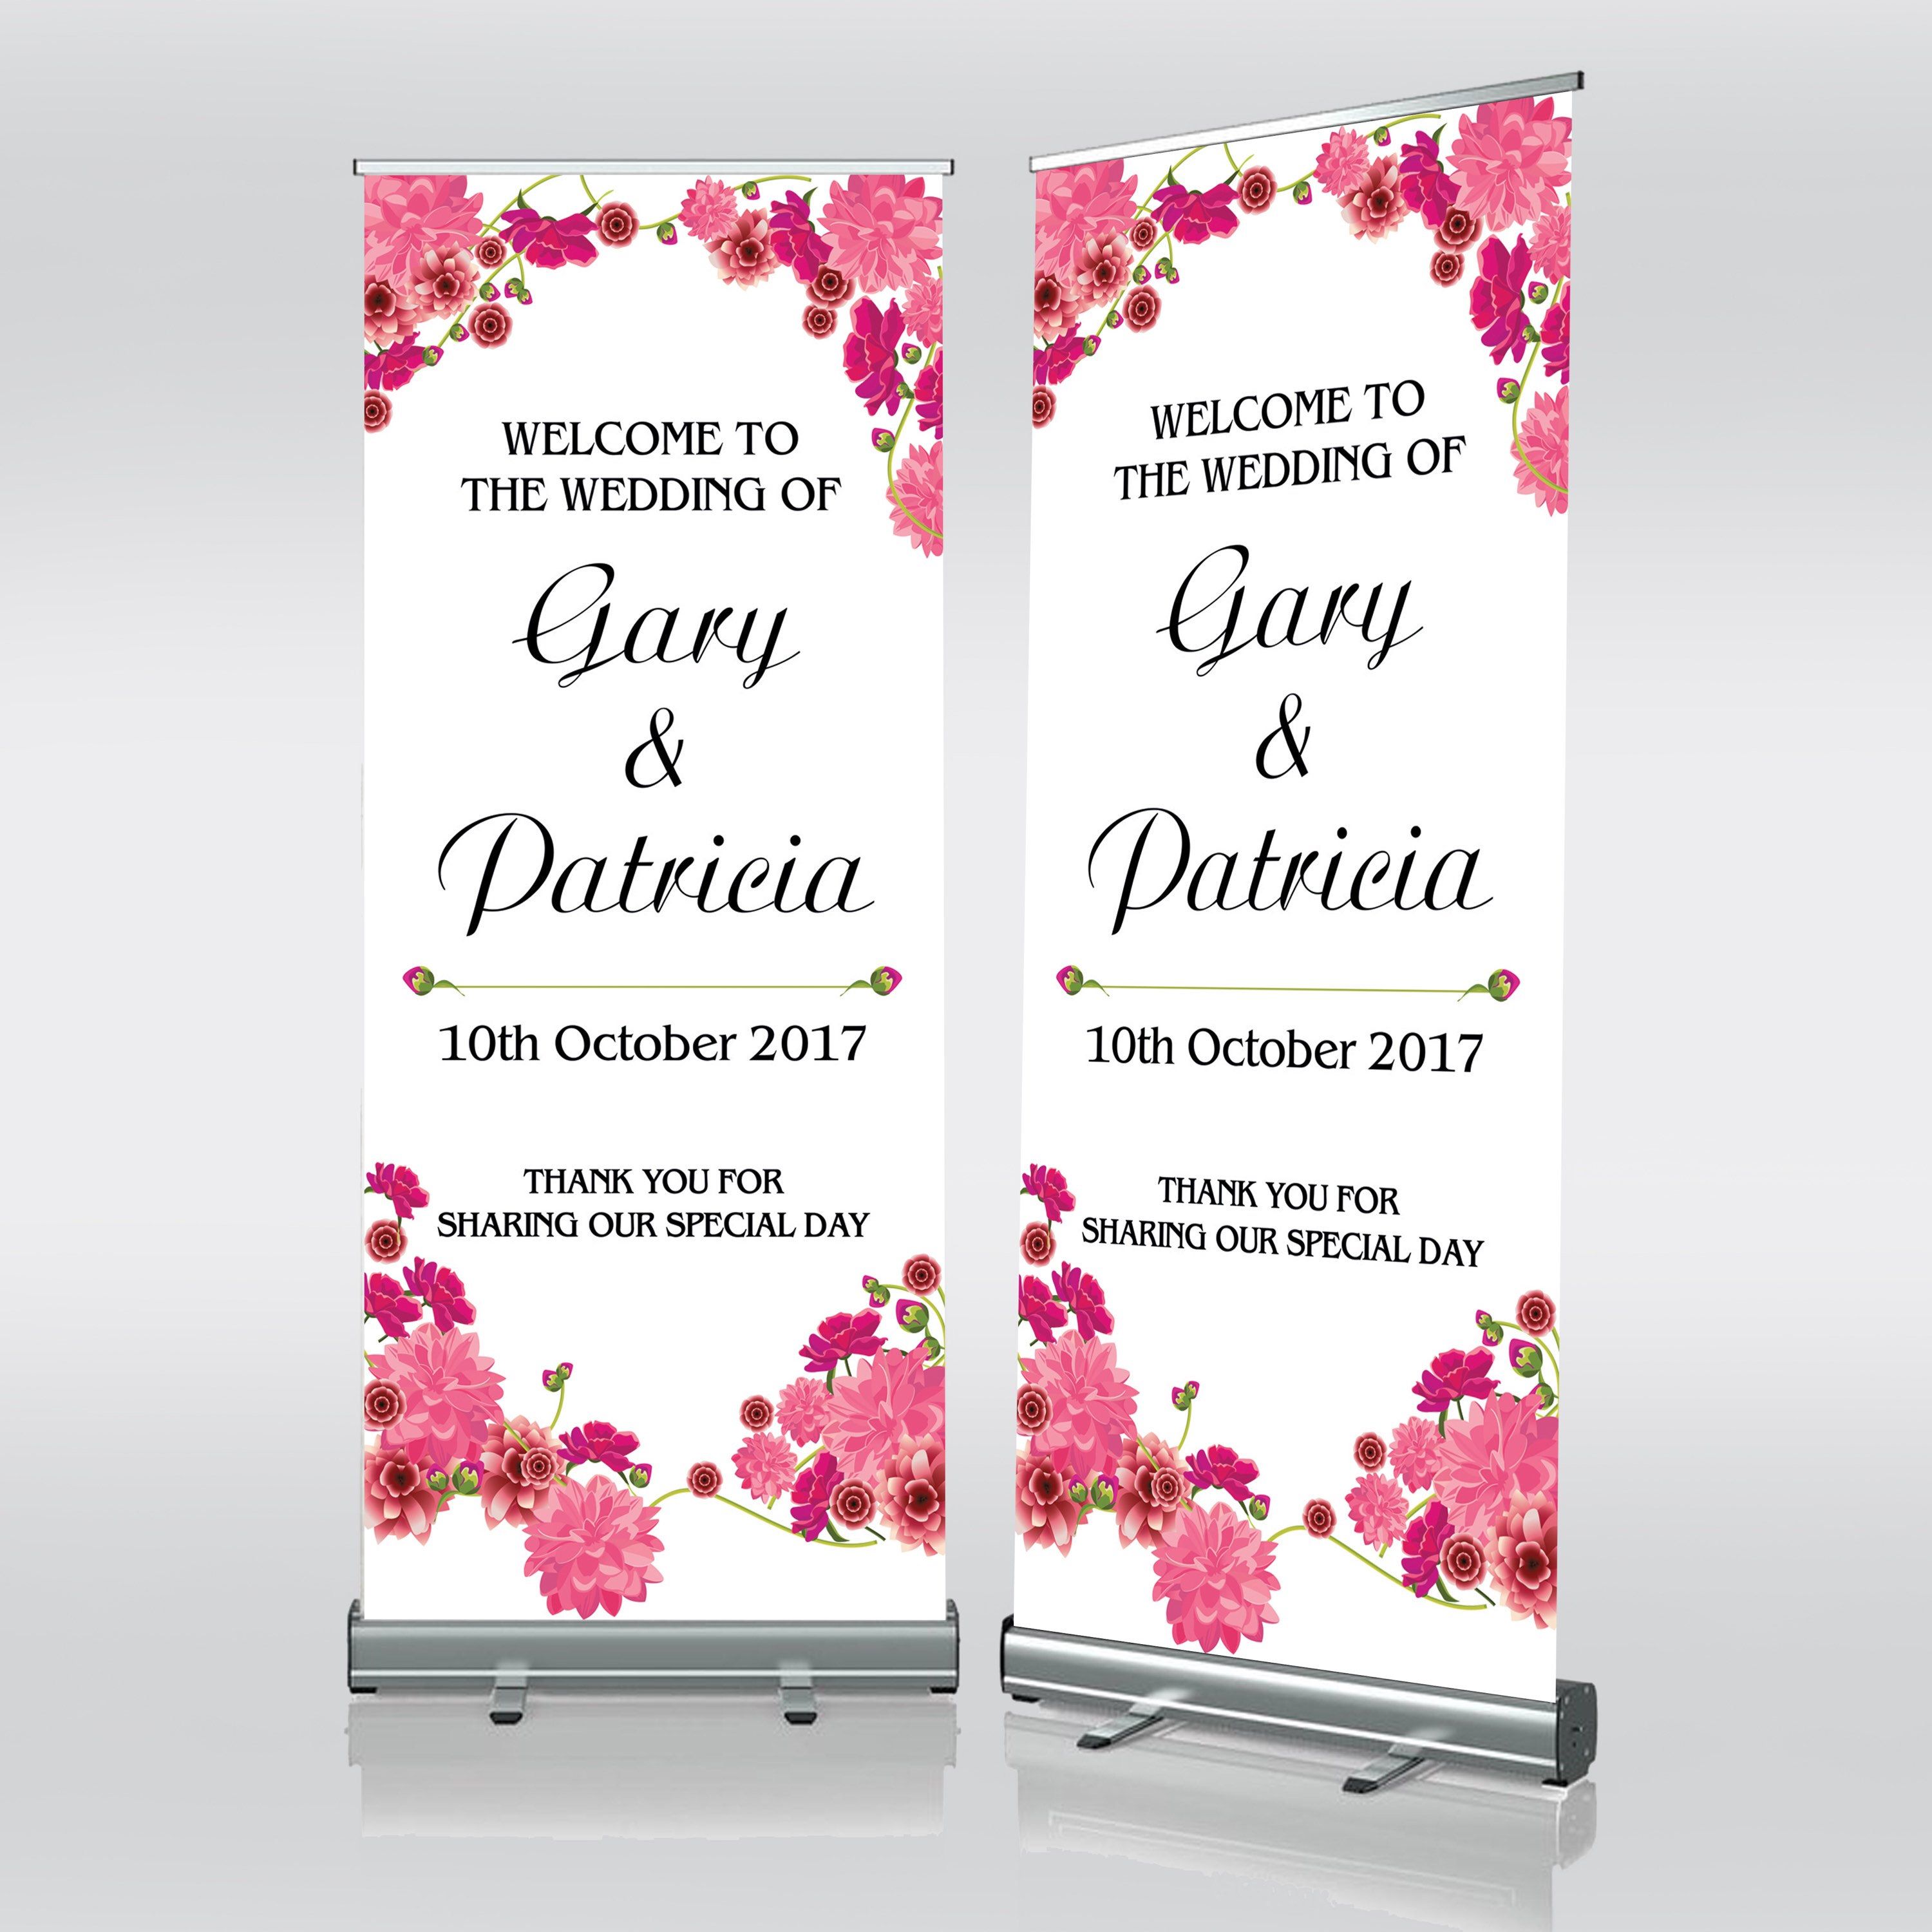 WELCOME TO
THE WEDDING OF
Gary
&
Patricia
10th October 2017
THANK YOU FOR
SHARING OUR SPECIAL DAY
WELCOME TO
THE WEDDING OF
Gary
&
Patricia
10th October 2017
THANK YOU FOR
SHARING OUR SPECIAL DAY